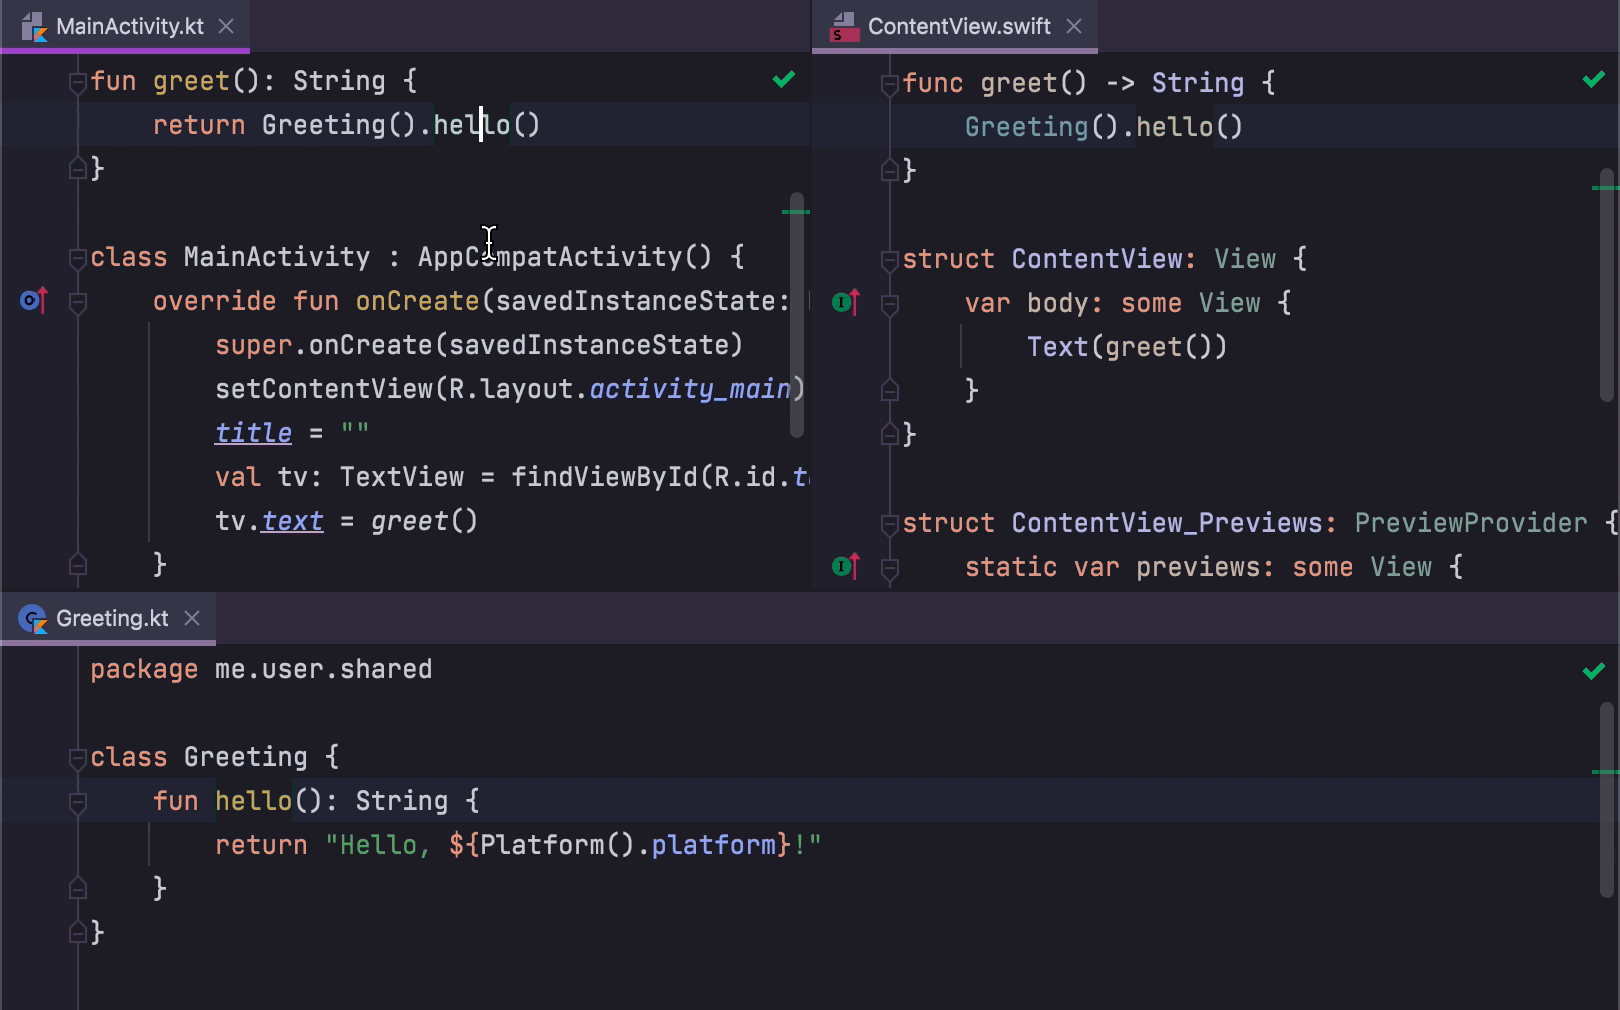 MainActivity.kt
fun greet(): String {
    return Greeting().hello()
}
class MainActivity : AppCompatActivity() {
    override fun onCreate(savedInstanceState:
        super.onCreate(savedInstanceState)
        setContentView(R.layout.activity_main)
        title = ""
        val tv: TextView = findViewById(R.id.t
        tv.text = greet()
    }
ContentView.swift
func greet() -> String {
    Greeting().hello()
}
struct ContentView: View {
    var body: some View {
        Text(greet())
    }
}
struct ContentView_Previews: PreviewProvider {
    static var previews: some View {
Greeting.kt
package me.user.shared
class Greeting {
    fun hello(): String {
        return "Hello, ${Platform().platform}!"
    }
}